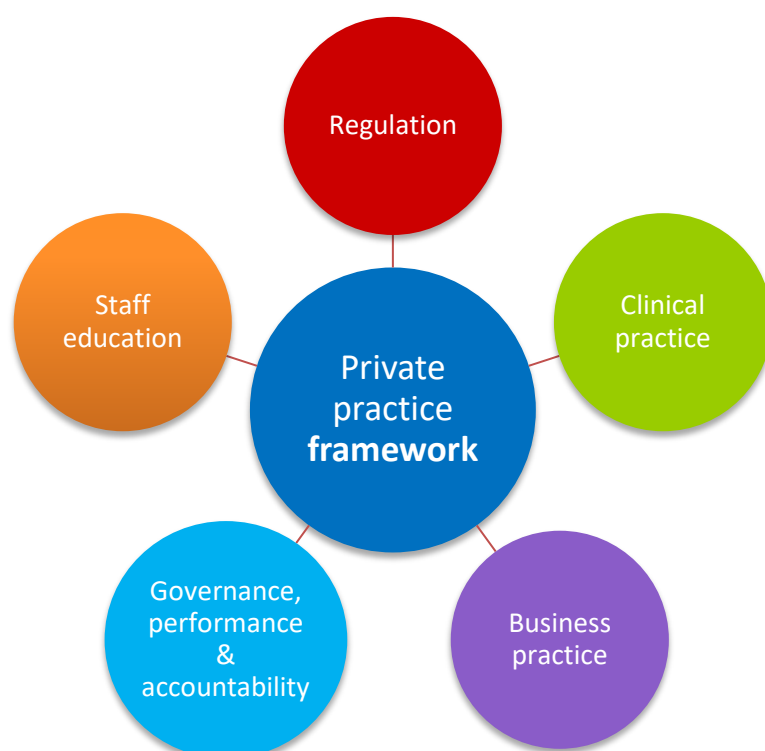 Regulation
Staff
education
Clinical
practice
Private
practice
framework
Governance,
performance
&
accountability
Business
practice